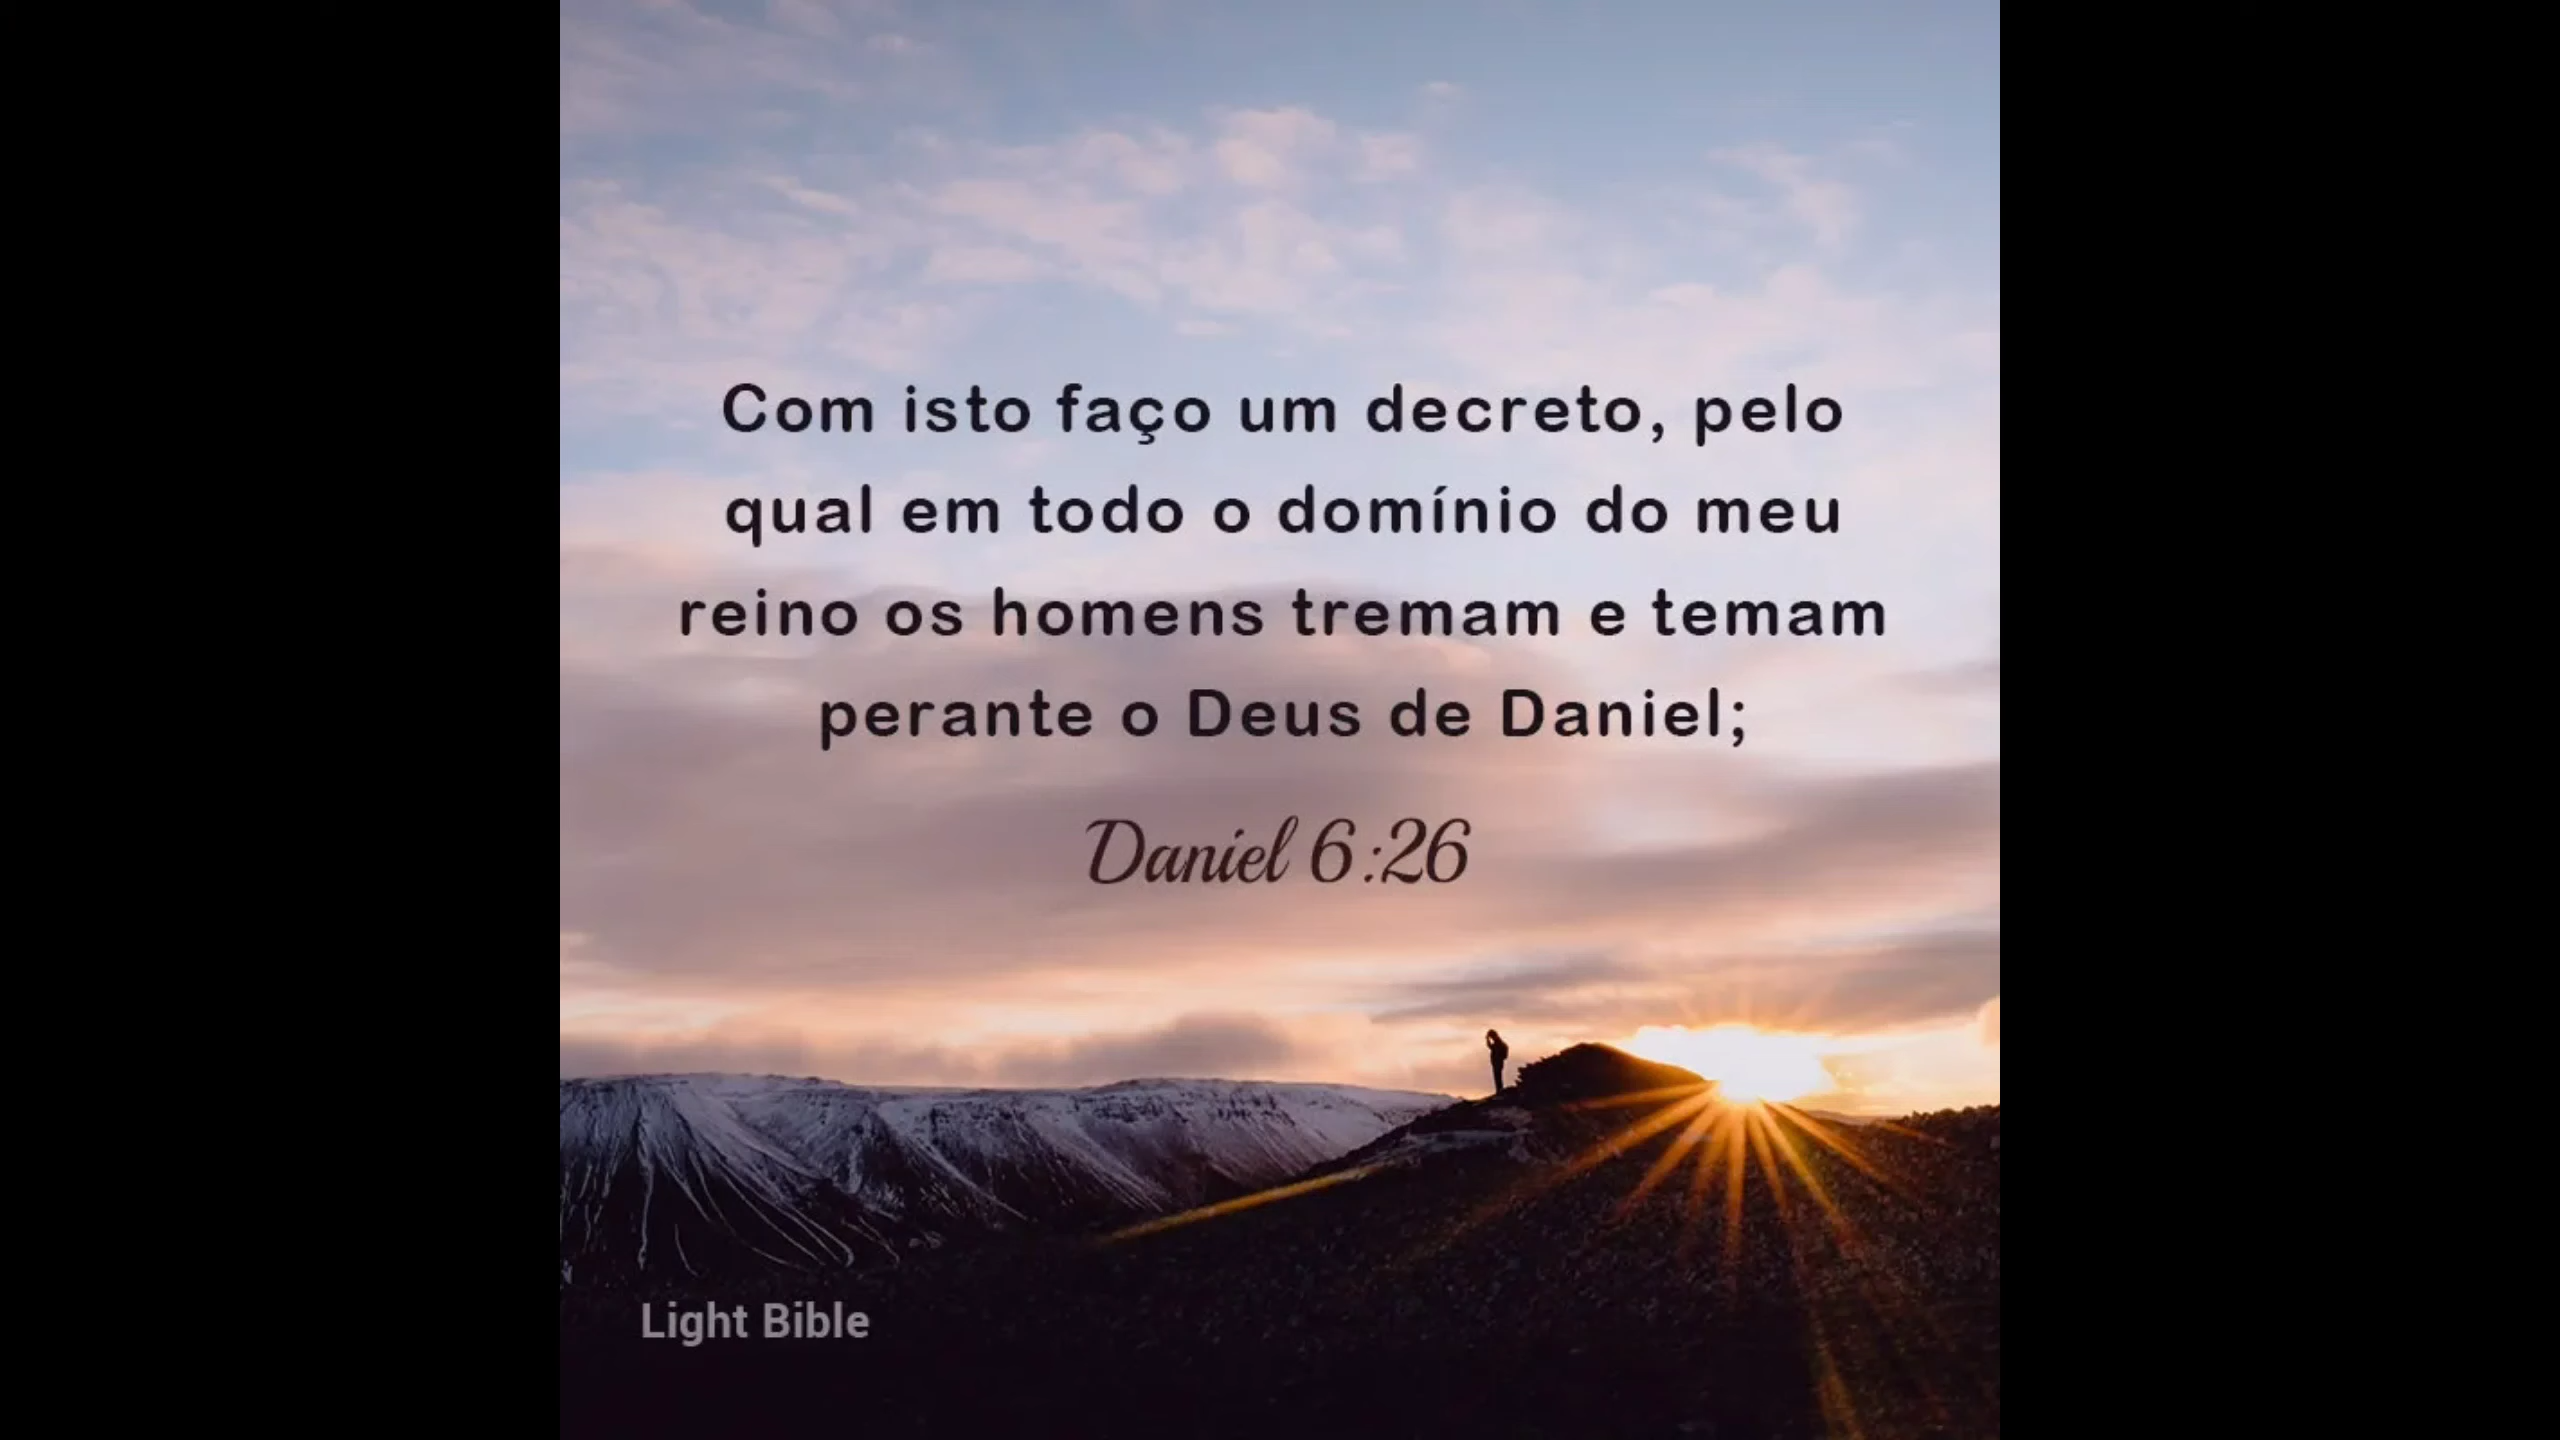 Com isto faço um decreto, pelo
qual em todo o domínio do meu
reino os homens tremam e temam
perante o Deus de Daniel;
Daniel 6:26
Light Bible